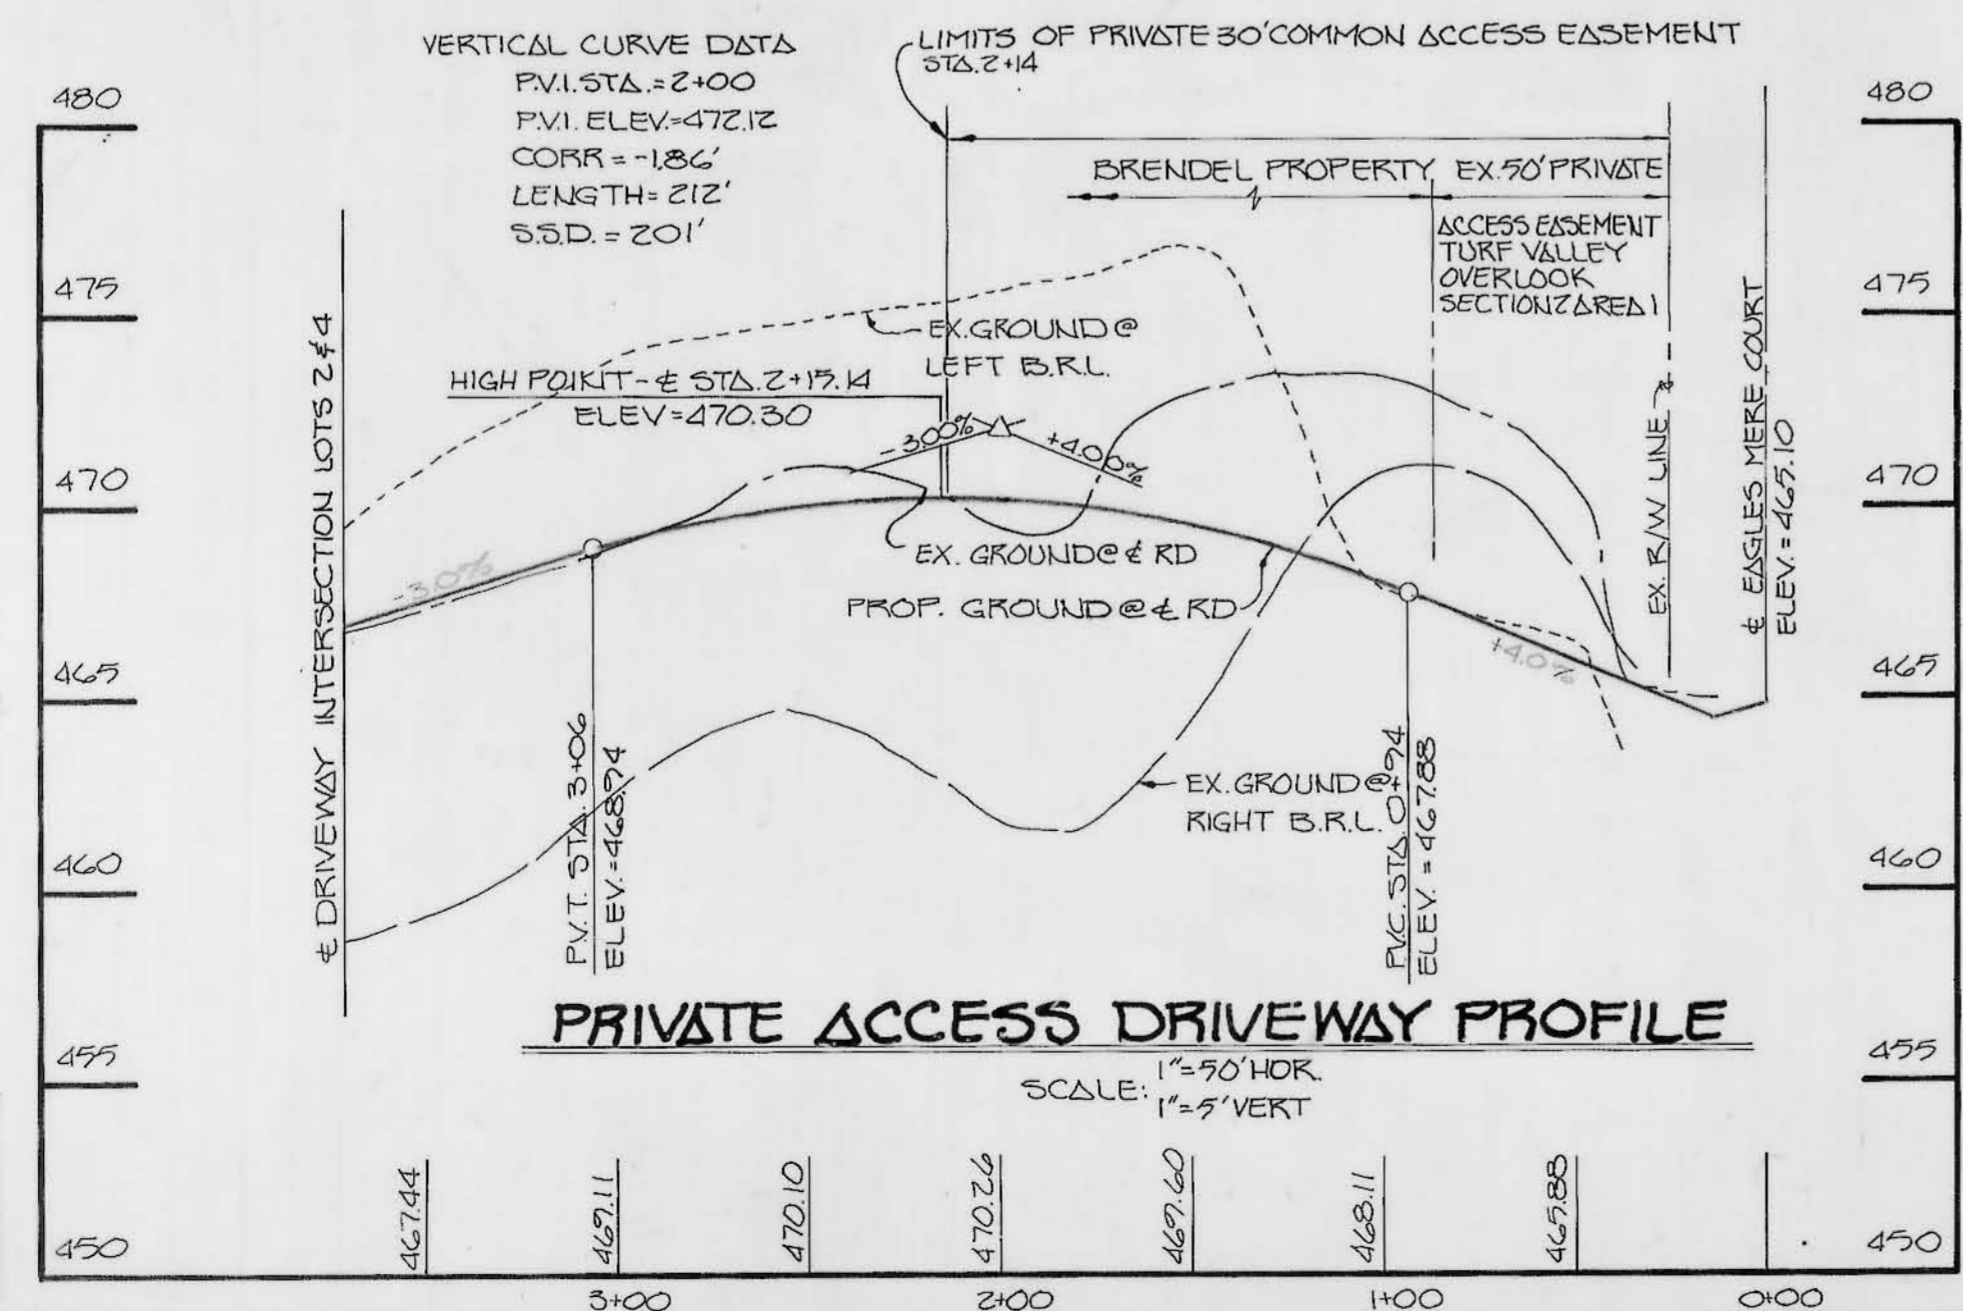 VERTICAL CURVE DATA
P.V.I. STA. = 2+00
P.V.I. ELEV. = 472.12
CORR = -1.86'
LENGTH = 212'
S.S.D. = 201'
LIMITS OF PRIVATE 30' COMMON ACCESS EASEMENT
STA. 2+14
BRENDEL PROPERTY
EX. 50' PRIVATE
ACCESS EASEMENT
TURF VALLEY
OVERLOOK
SECTION 2 AREA 1
480
475
470
465
460
455
450
480
475
470
465
460
455
450
EX. GROUND @
LEFT B.R.L.
HIGH POINT - ℄ STA. 2+15.14
ELEV = 470.30
-3.00%
+4.00%
EX. GROUND @ ℄ RD
PROP. GROUND @ ℄ RD
-3.0%
+4.0%
EX. GROUND @
RIGHT B.R.L.
℄ DRIVEWAY INTERSECTION LOTS 2 & 4
P.V.T. STA. 3+06
ELEV. = 468.94
P.V.C. STA. 0+94
ELEV. = 467.88
EX. R/W LINE
℄ EAGLES MERE COURT
ELEV. = 465.10
PRIVATE ACCESS DRIVEWAY PROFILE
SCALE: 1" = 50' HOR.
1" = 5' VERT
467.44
469.11
470.10
470.26
469.60
468.11
465.88
3+00
2+00
1+00
0+00